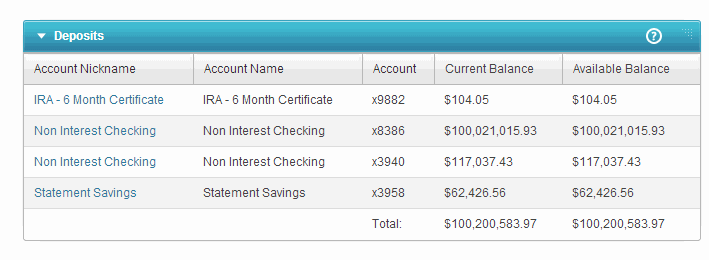 Deposits ?
Account Nickname Account Name Account Current Balance Available Balance
IRA - 6 Month Certificate IRA - 6 Month Certificate x9882 $104.05 $104.05
Non Interest Checking Non Interest Checking x8386 $100,021,015.93 $100,021,015.93
Non Interest Checking Non Interest Checking x3940 $117,037.43 $117,037.43
Statement Savings Statement Savings x3958 $62,426.56 $62,426.56
Total: $100,200,583.97 $100,200,583.97